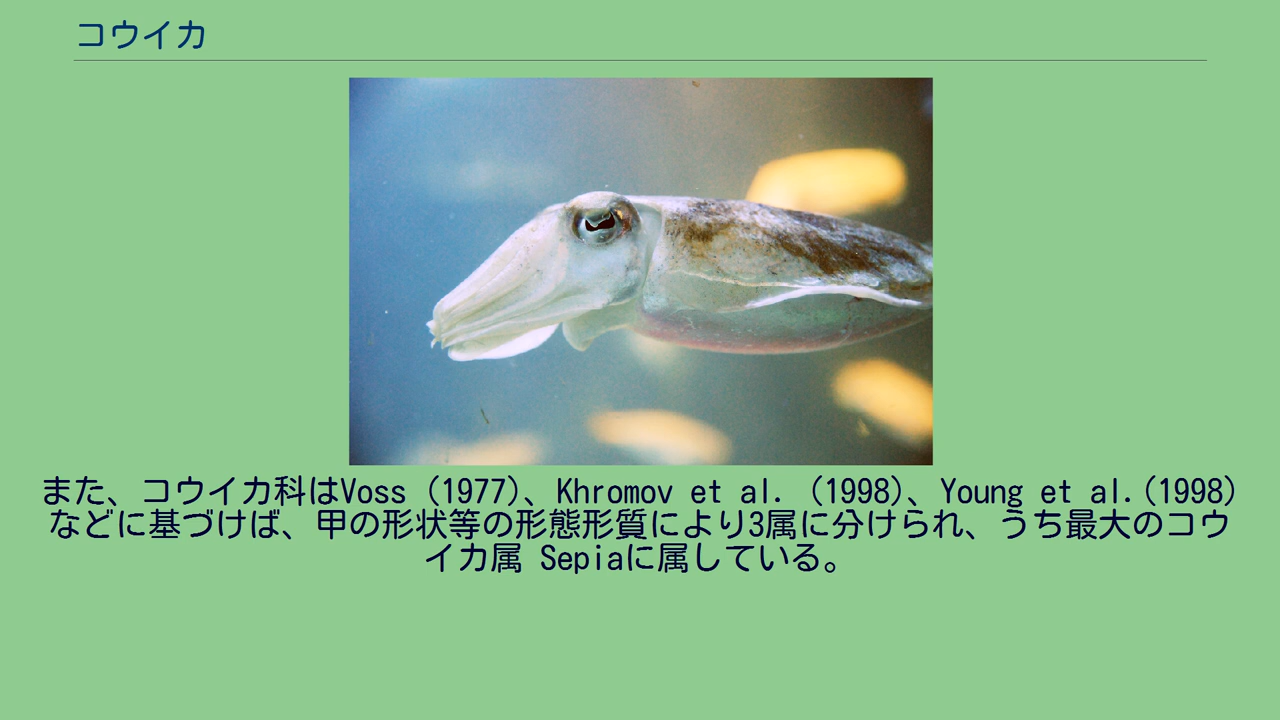 コウイカ
また、コウイカ科はVoss (1977)、Khromov et al. (1998)、Young et al.(1998)
などに基づけば、甲の形状等の形態形質により3属に分けられ、うち最大のコウ
イカ属 Sepiaに属している。